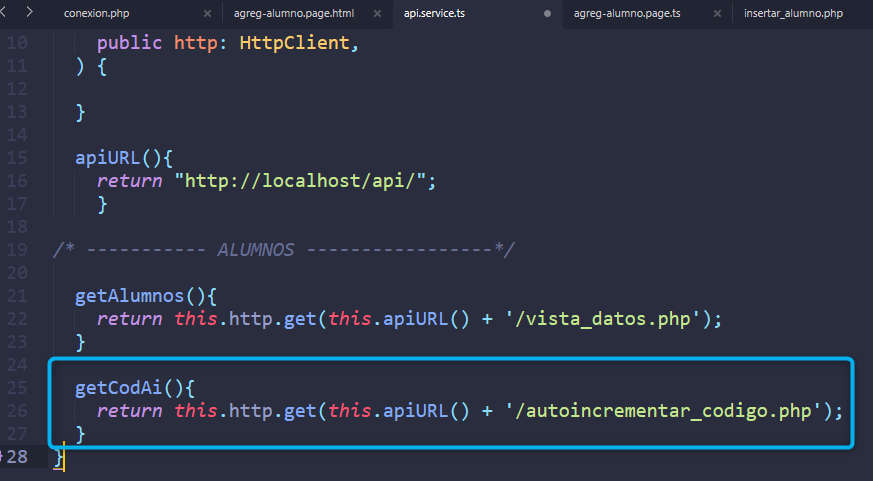 conexion.php × agreg-alumno.page.html × api.service.ts ● agreg-alumno.page.ts × insertar_alumno.php
10 public http: HttpClient,
11 ) {
12
13 }
14
15 apiURL(){
16 return "http://localhost/api/";
17 }
18
19 /* ----------- ALUMNOS -----------------*/
20
21 getAlumnos(){
22 return this.http.get(this.apiURL() + '/vista_datos.php');
23 }
24
25 getCodAi(){
26 return this.http.get(this.apiURL() + '/autoincrementar_codigo.php');
27 }
28 }